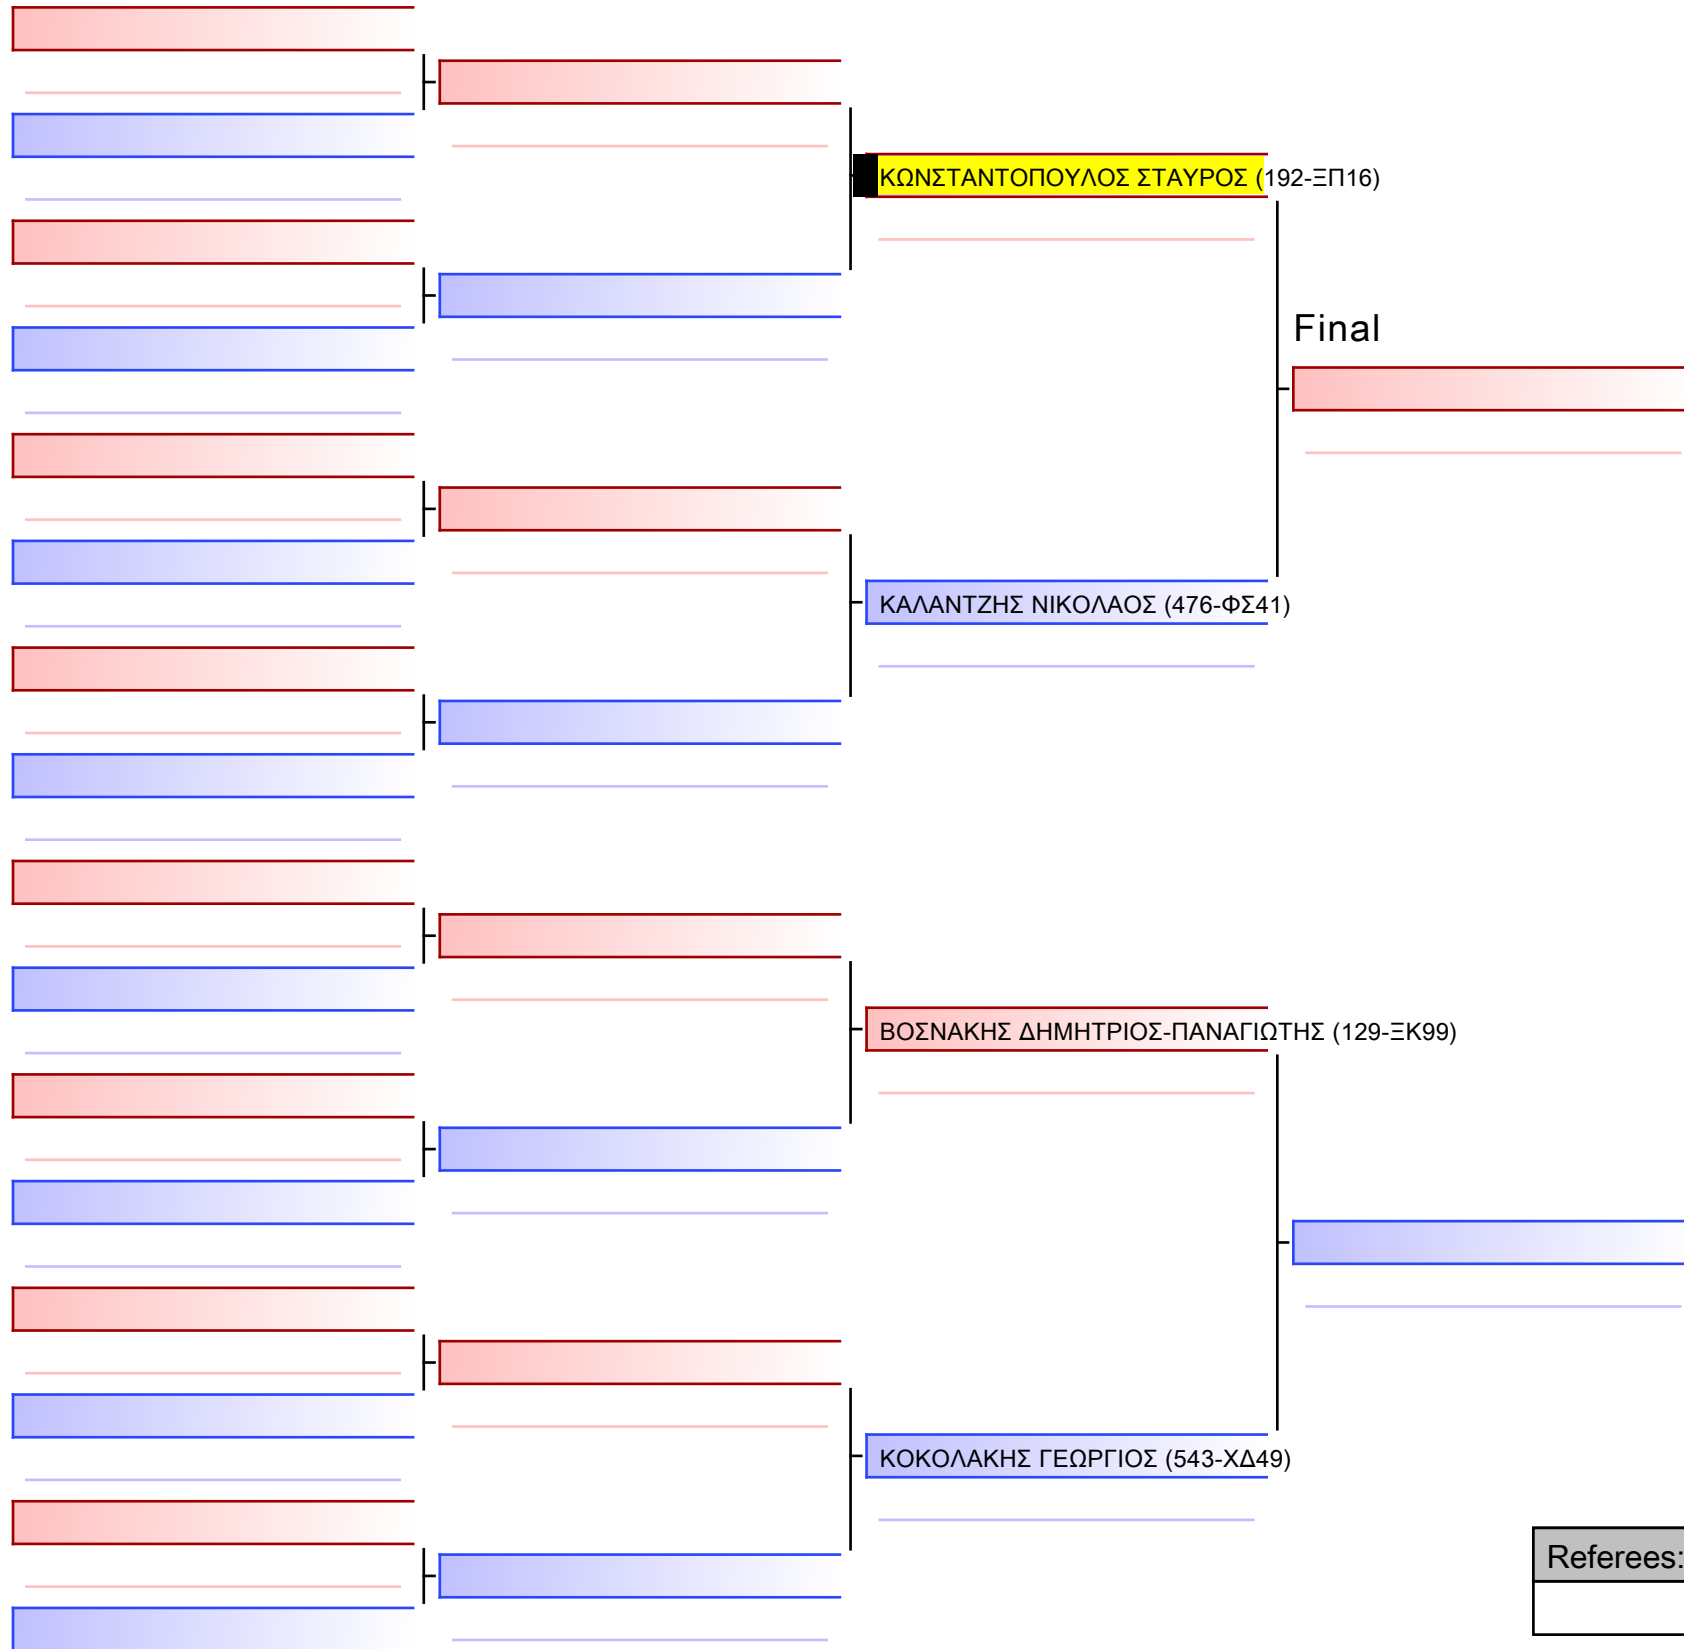 ΚΩΝΣΤΑΝΤΟΠΟΥΛΟΣ ΣΤΑΥΡΟΣ (192-ΞΠ16)
Final
ΚΑΛΑΝΤΖΗΣ ΝΙΚΟΛΑΟΣ (476-ΦΣ41)
ΒΟΣΝΑΚΗΣ ΔΗΜΗΤΡΙΟΣ-ΠΑΝΑΓΙΩΤΗΣ (129-ΞΚ99)
ΚΟΚΟΛΑΚΗΣ ΓΕΩΡΓΙΟΣ (543-ΧΔ49)
Referees: